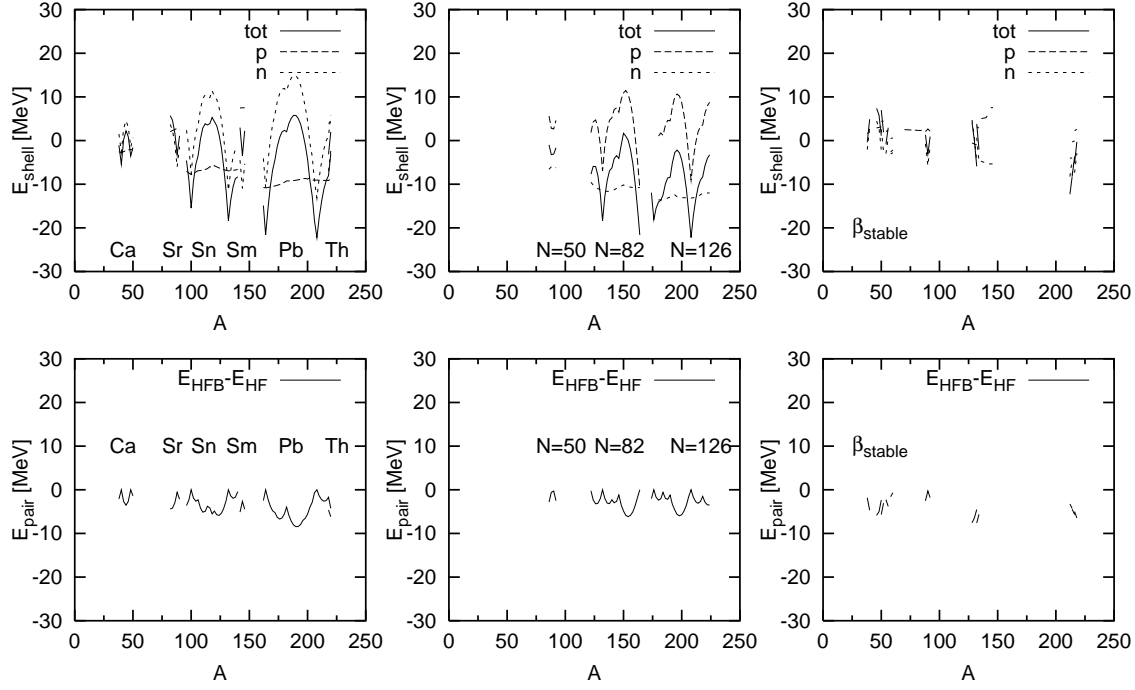 30
20
10
0
-10
-20
-30
0 50 100 150 200 250
E_shell [MeV]
A
tot
p
n
Ca Sr Sn Sm Pb Th
30
20
10
0
-10
-20
-30
0 50 100 150 200 250
E_shell [MeV]
A
tot
p
n
N=50 N=82 N=126
30
20
10
0
-10
-20
-30
0 50 100 150 200 250
E_shell [MeV]
A
tot
p
n
β_stable
30
20
10
0
-10
-20
-30
0 50 100 150 200 250
E_pair [MeV]
A
E_HFB-E_HF
Ca Sr Sn Sm Pb Th
30
20
10
0
-10
-20
-30
0 50 100 150 200 250
E_pair [MeV]
A
E_HFB-E_HF
N=50 N=82 N=126
30
20
10
0
-10
-20
-30
0 50 100 150 200 250
E_pair [MeV]
A
E_HFB-E_HF
β_stable